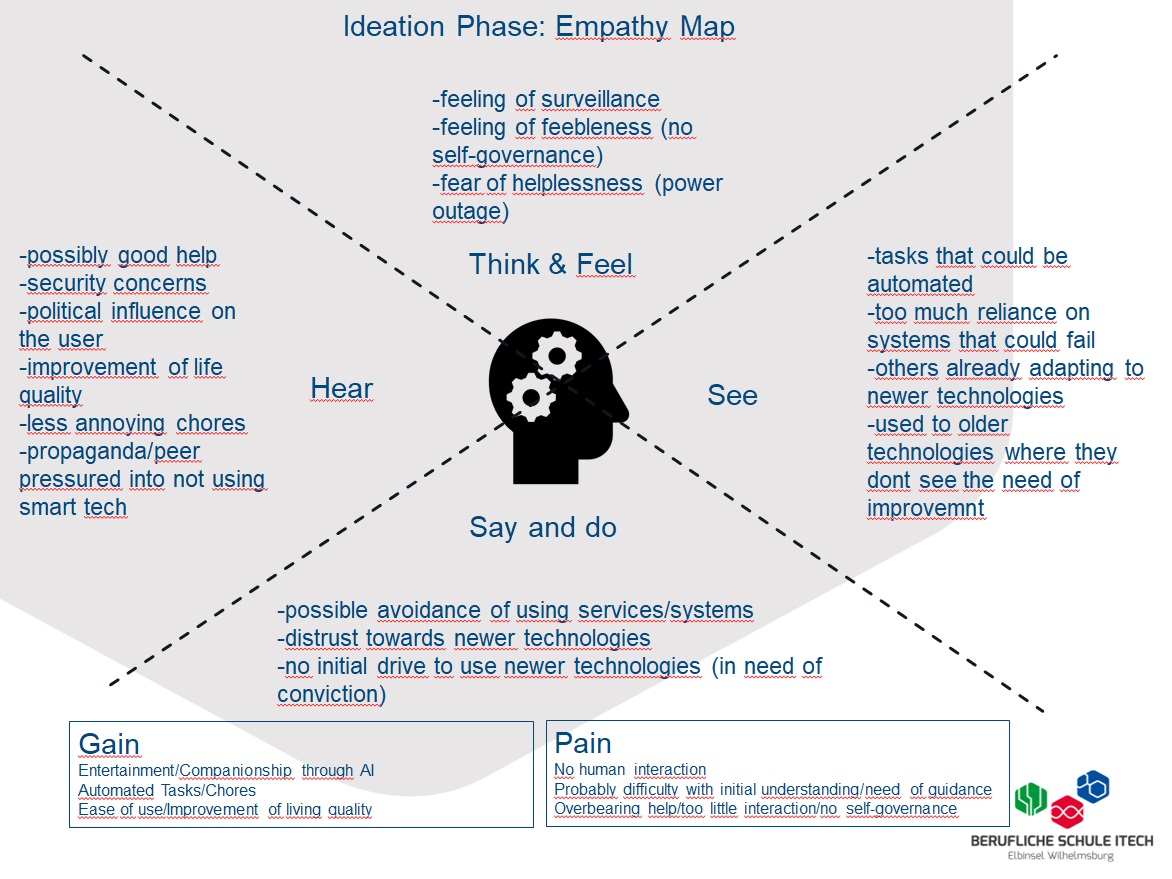 Ideation Phase: Empathy Map
-feeling of surveillance
-feeling of feebleness (no
self-governance)
-fear of helplessness (power
outage)
Think & Feel
-possibly good help
-security concerns
-political influence on
the user
-improvement of life
quality
-less annoying chores
-propaganda/peer
pressured into not using
smart tech
Hear
See
-tasks that could be
automated
-too much reliance on
systems that could fail
-others already adapting to
newer technologies
-used to older
technologies where they
dont see the need of
improvemnt
Say and do
-possible avoidance of using services/systems
-distrust towards newer technologies
-no initial drive to use newer technologies (in need of
conviction)
Gain
Entertainment/Companionship through AI
Automated Tasks/Chores
Ease of use/Improvement of living quality
Pain
No human interaction
Probably difficulty with initial understanding/need of guidance
Overbearing help/too little interaction/no self-governance
BERUFLICHE SCHULE ITECH
Elbinsel Wilhelmsburg